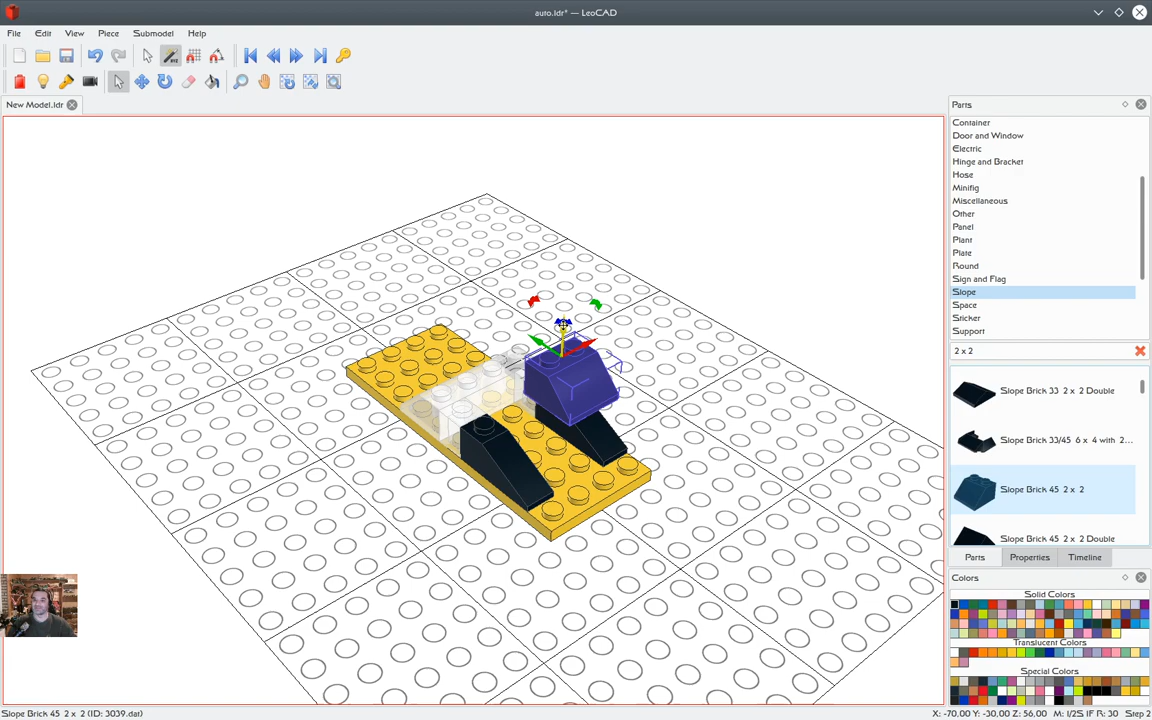 auto.ldr* — LeoCAD
File Edit View Piece Submodel Help
New Model.ldr
Parts
Container
Door and Window
Electric
Hinge and Bracket
Hose
Minifig
Miscellaneous
Other
Panel
Plant
Plate
Round
Sign and Flag
Slope
Space
Sticker
Support
2 x 2
Slope Brick 33 2 x 2 Double
Slope Brick 33/45 6 x 4 with 2...
Slope Brick 45 2 x 2
Slope Brick 45 2 x 2 Double
Parts Properties Timeline
Colors
Solid Colors
Translucent Colors
Special Colors
Slope Brick 45 2 x 2 (ID: 3039.dat)
X: -70,00 Y: -30,00 Z: 56,00 M: 1/2S IF R: 30 Step 2